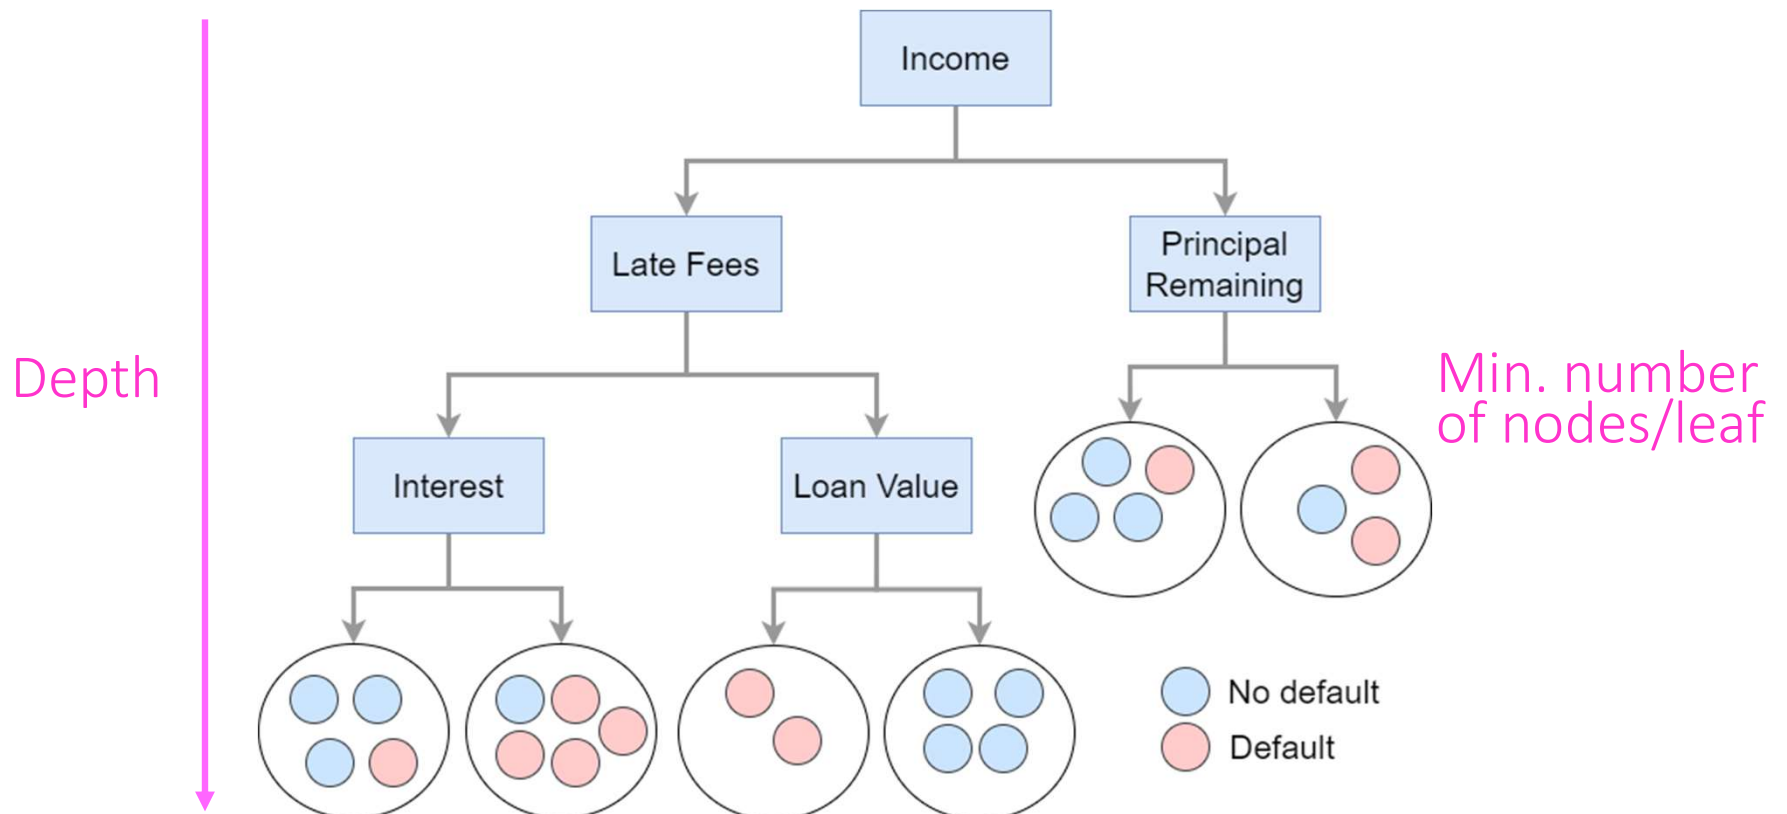 Income
Late Fees
Principal
Remaining
Depth
Min. number
of nodes/leaf
Interest
Loan Value
No default
Default